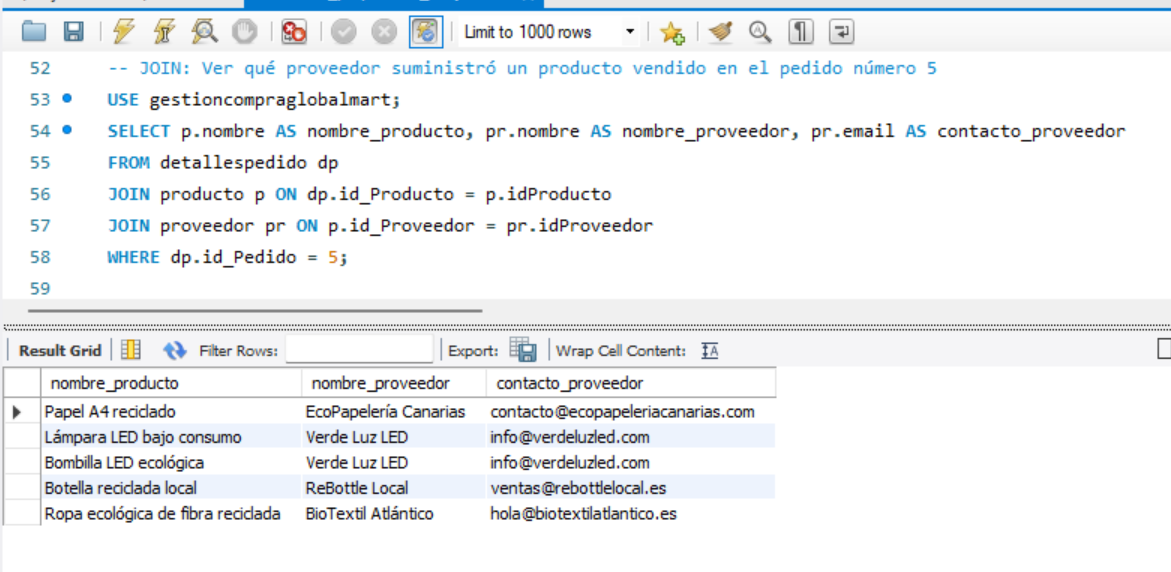 Limit to 1000 rows
52 -- JOIN: Ver qué proveedor suministró un producto vendido en el pedido número 5
53 USE gestioncompraglobalmart;
54 SELECT p.nombre AS nombre_producto, pr.nombre AS nombre_proveedor, pr.email AS contacto_proveedor
55 FROM detallespedido dp
56 JOIN producto p ON dp.id_Producto = p.idProducto
57 JOIN proveedor pr ON p.id_Proveedor = pr.idProveedor
58 WHERE dp.id_Pedido = 5;
59
Result Grid Filter Rows: Export: Wrap Cell Content: IA
nombre_producto nombre_proveedor contacto_proveedor
Papel A4 reciclado EcoPapelería Canarias contacto@ecopapeleriacanarias.com
Lámpara LED bajo consumo Verde Luz LED info@verdeluzled.com
Bombilla LED ecológica Verde Luz LED info@verdeluzled.com
Botella reciclada local ReBottle Local ventas@rebottlelocal.es
Ropa ecológica de fibra reciclada BioTextil Atlántico hola@biotextilatlantico.es